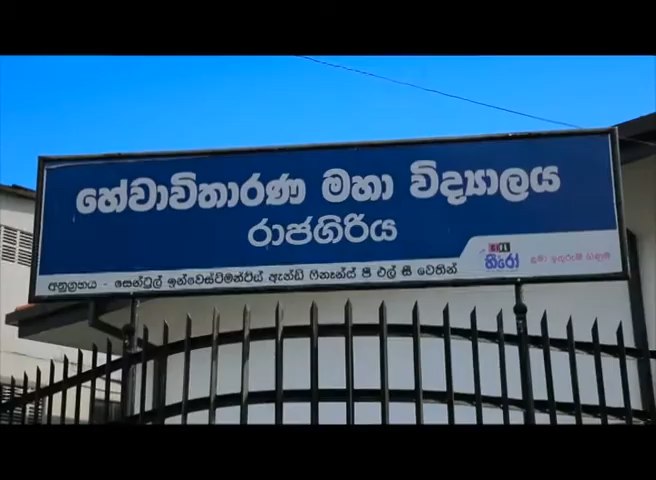 හේවාවිතාරණ මහා විද්‍යාලය
රාජගිරිය
අනුග්‍රහය - සෙන්ට්‍රල් ඉන්වෙස්ට්මන්ට්ස් ඇන්ඩ් ෆිනෑන්ස් පී එල් සී වෙතින්
හීරෝ